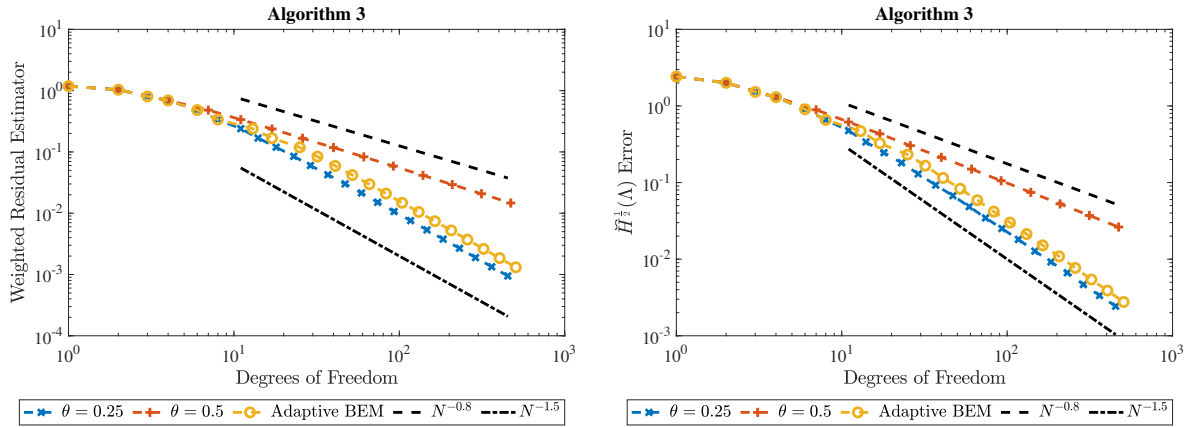 Algorithm 3
Weighted Residual Estimator
10^1
10^0
10^-1
10^-2
10^-3
10^-4
10^0
10^1
10^2
10^3
Degrees of Freedom
θ = 0.25
θ = 0.5
Adaptive BEM
N^-0.8
N^-1.5
Algorithm 3
H̃^1/2(Λ) Error
10^1
10^0
10^-1
10^-2
10^-3
10^0
10^1
10^2
10^3
Degrees of Freedom
θ = 0.25
θ = 0.5
Adaptive BEM
N^-0.8
N^-1.5